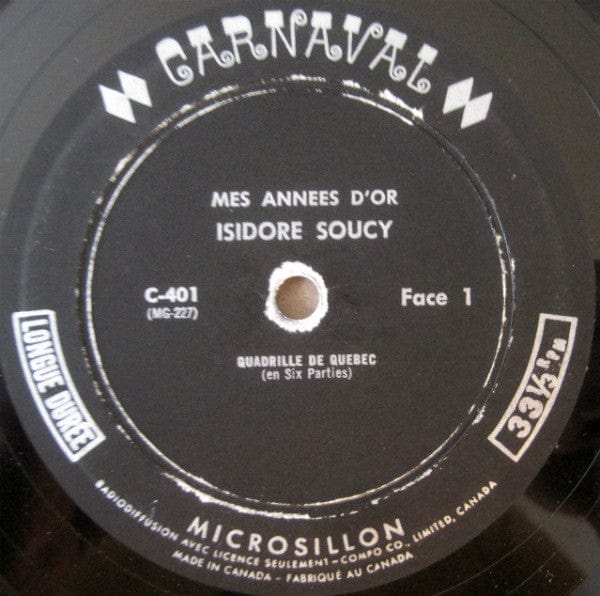 CARNAVAL
MES ANNEES D'OR
ISIDORE SOUCY
C-401
(MG-227)
Face 1
QUADRILLE DE QUEBEC
(en Six Parties)
LONGUE DURÉE
33⅓ RPM
MICROSILLON
RADIODIFFUSION AVEC LICENCE SEULEMENT – COMPO CO., LIMITED, CANADA
MADE IN CANADA – FABRIQUÉ AU CANADA